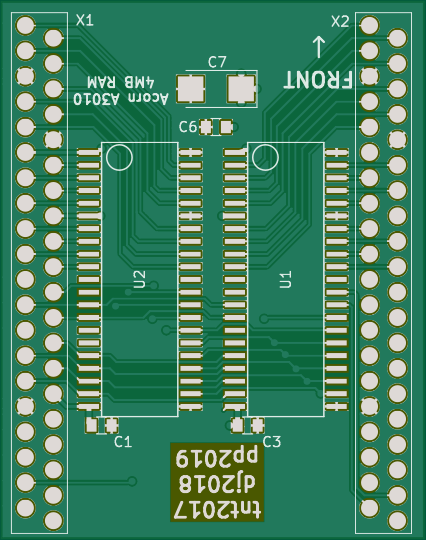 X1
X2
C7
FRONT
Acorn A3010
4MB RAM
C6
U2
U1
C1
C3
tnt2017
dj2018
pp2019